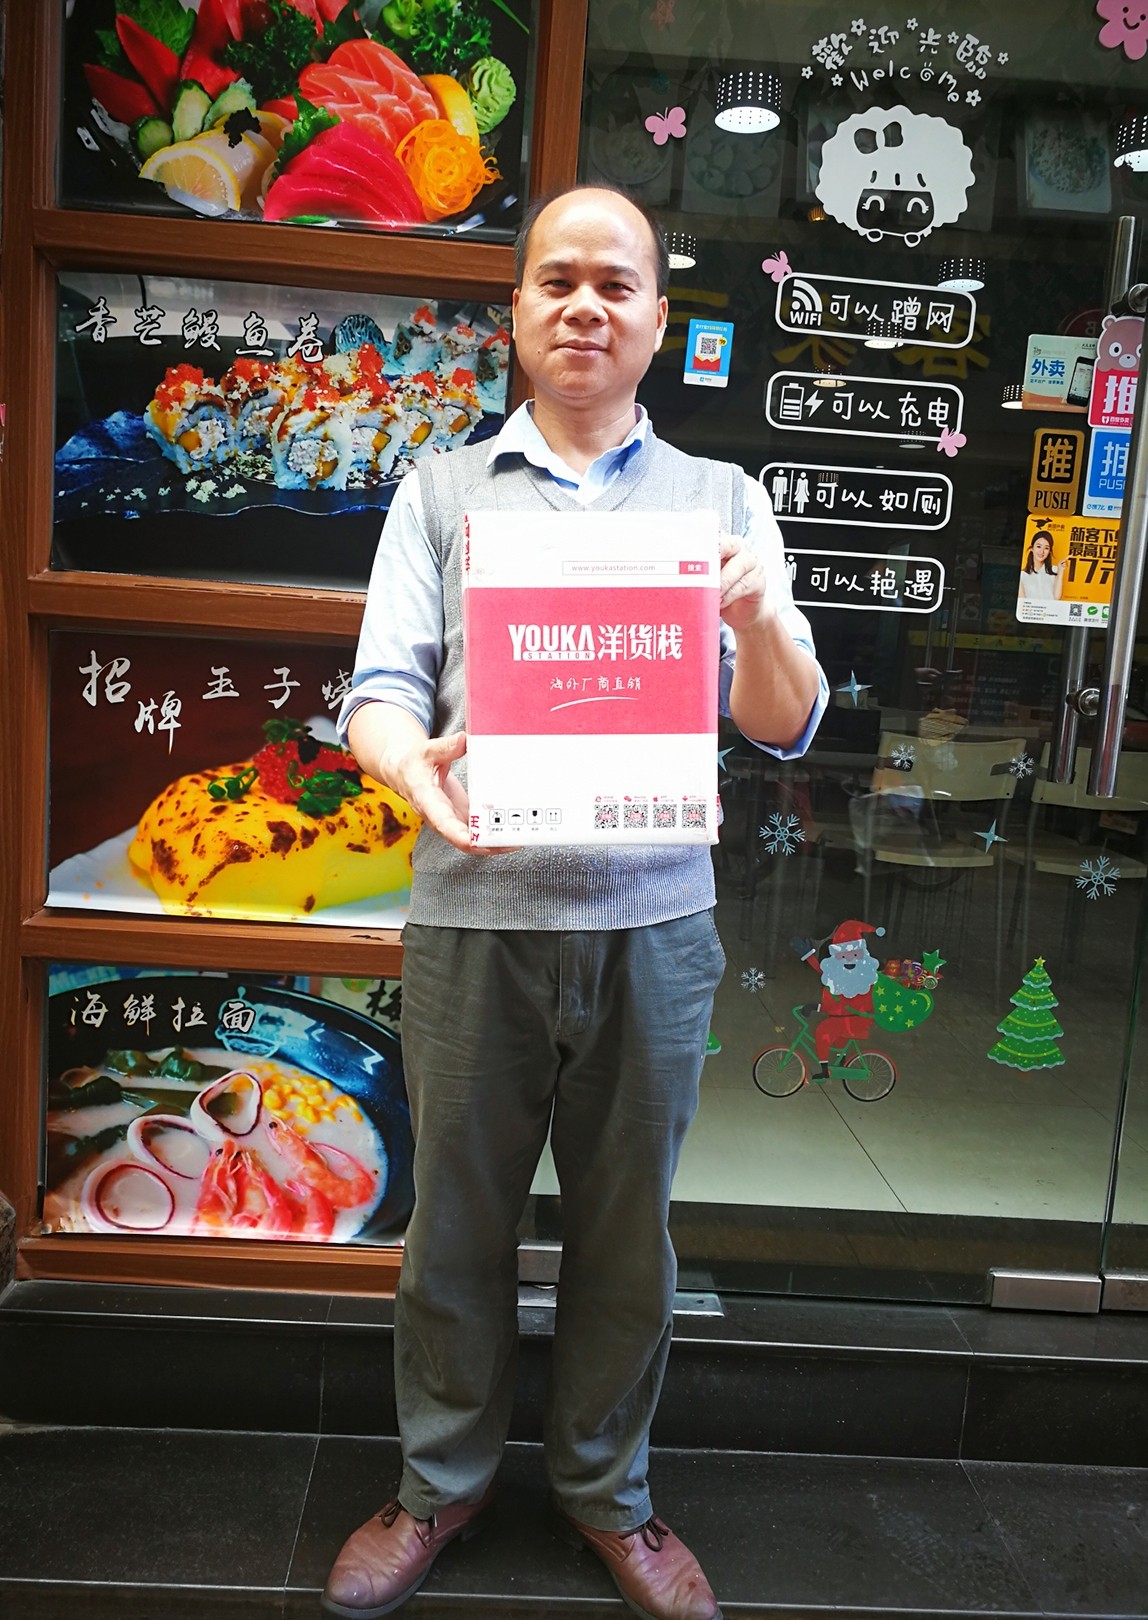 歡迎光臨
Welcome
香芒鳗鱼卷
WIFI 可以蹭网
可以充电
可以如厕
可以艳遇
外卖
推
推
PUSH
PUSH
新客下
最高立
17元
www.youkastation.com 搜索
YOUKA 洋货栈
STATION
海外厂商直销
招牌玉子烧
海鲜拉面